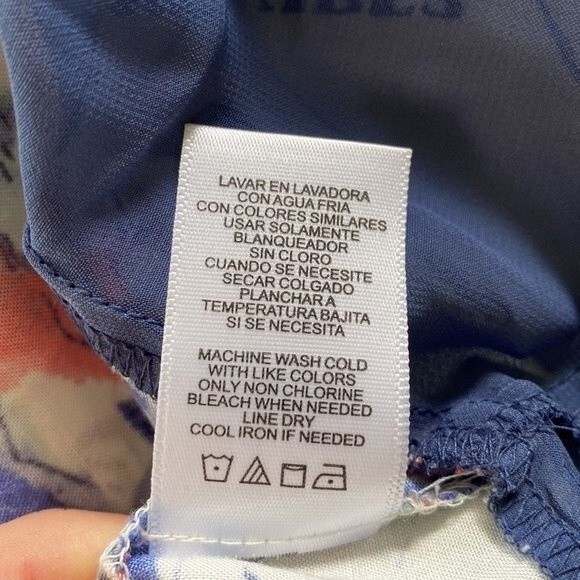 LAVAR EN LAVADORA
CON AGUA FRIA
CON COLORES SIMILARES
USAR SOLAMENTE
BLANQUEADOR
SIN CLORO
CUANDO SE NECESITE
SECAR COLGADO
PLANCHAR A
TEMPERATURA BAJITA
SI SE NECESITA
MACHINE WASH COLD
WITH LIKE COLORS
ONLY NON CHLORINE
BLEACH WHEN NEEDED
LINE DRY
COOL IRON IF NEEDED